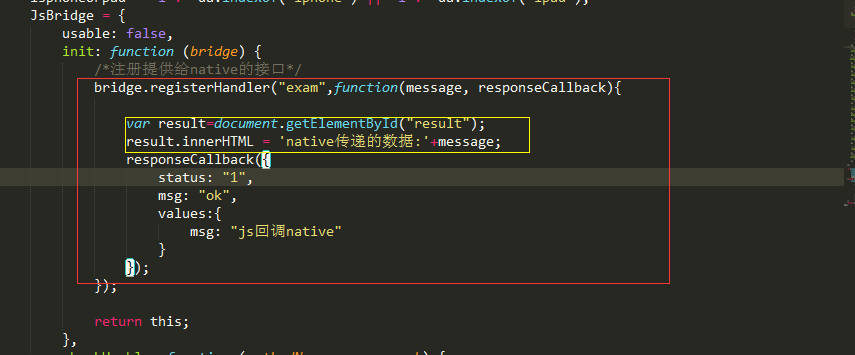 JsBridge = {
usable: false,
init: function (bridge) {
/*注册提供给native的接口*/
bridge.registerHandler("exam",function(message, responseCallback){
var result=document.getElementById("result");
result.innerHTML = 'native传递的数据:'+message;
responseCallback({
status: "1",
msg: "ok",
values:{
msg: "js回调native"
}
});
});
return this;
},